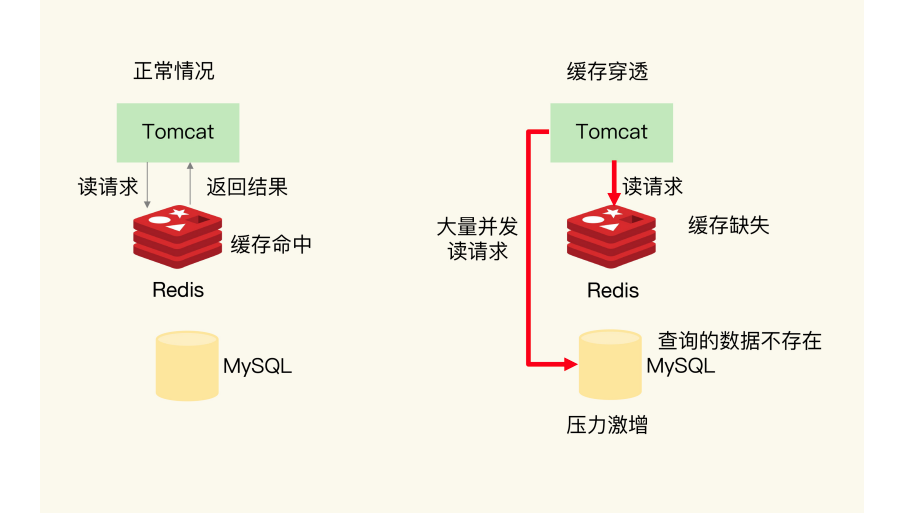 正常情况
Tomcat
读请求
返回结果
缓存命中
Redis
MySQL
缓存穿透
Tomcat
读请求
大量并发
读请求
缓存缺失
Redis
查询的数据不存在
MySQL
压力激增